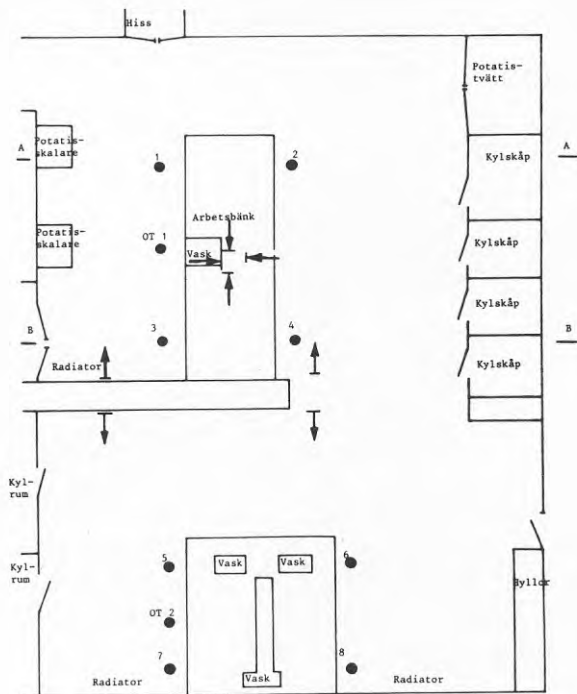 Hiss
Potatis-
tvätt
A
Potatis-
skalare
1
2
Kylskåp
A
Potatis-
skalare
OT 1
Arbetsbänk
Vask
Kylskåp
Kylskåp
B
3
4
B
Radiator
Kylskåp
Kyl-
rum
Kyl-
rum
5
Vask
Vask
6
Hyllor
OT 2
7
Vask
8
Radiator
Radiator